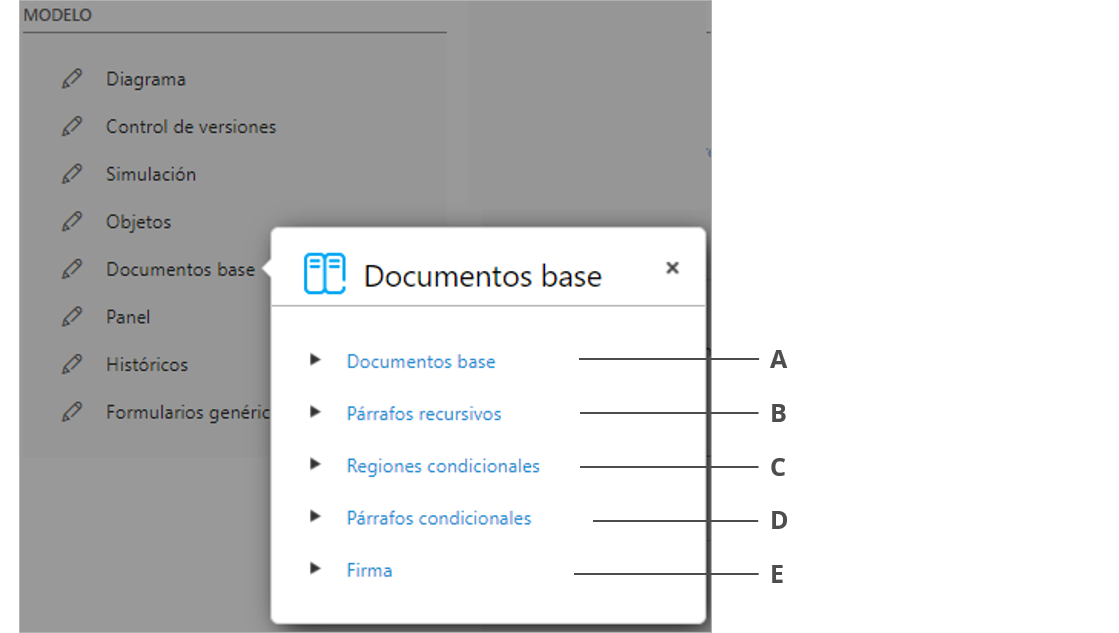 MODELO
Diagrama
Control de versiones
Simulación
Objetos
Documentos base
Panel
Históricos
Formularios genéric
Documentos base
Documentos base
A
Párrafos recursivos
B
Regiones condicionales
C
Párrafos condicionales
D
Firma
E